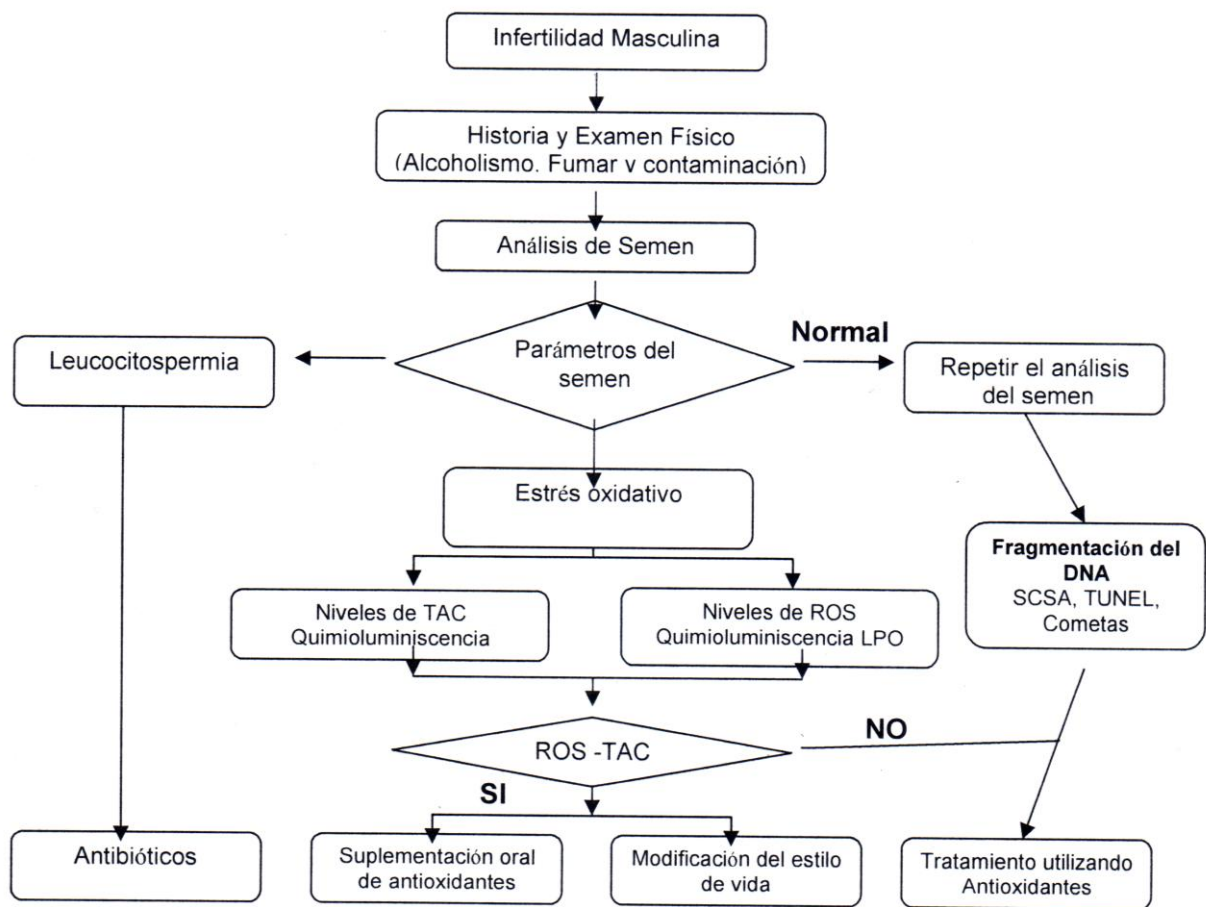 Infertilidad Masculina
Historia y Examen Físico
(Alcoholismo. Fumar y contaminación)
Análisis de Semen
Parámetros del
semen
Normal
Leucocitospermia
Repetir el análisis
del semen
Estrés oxidativo
Fragmentación del
DNA
SCSA, TUNEL,
Cometas
Niveles de TAC
Quimioluminiscencia
Niveles de ROS
Quimioluminiscencia LPO
ROS -TAC
NO
SI
Antibióticos
Suplementación oral
de antioxidantes
Modificación del estilo
de vida
Tratamiento utilizando
Antioxidantes